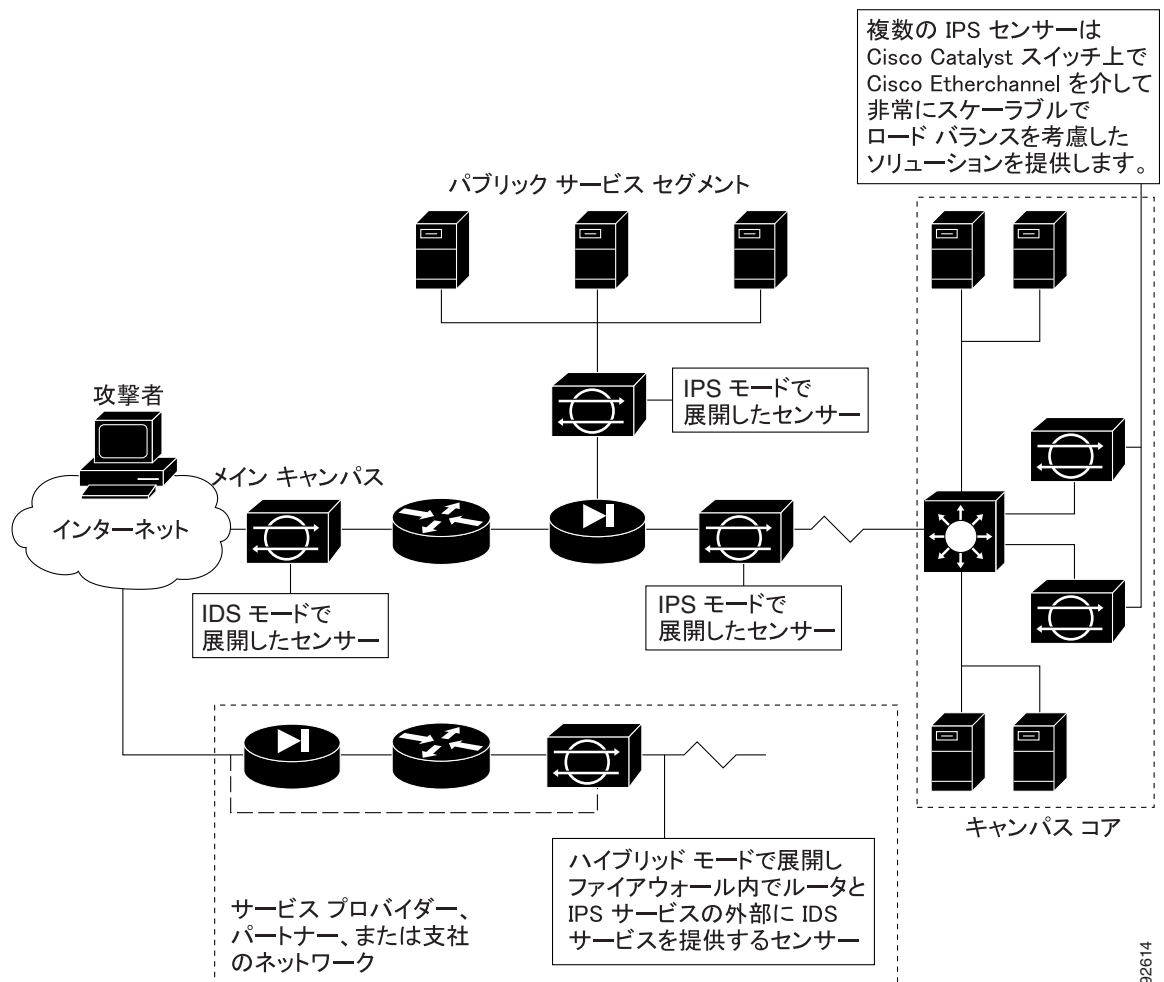 複数の IPS センサーは
Cisco Catalyst スイッチ上で
Cisco Etherchannel を介して
非常にスケーラブルで
ロード バランスを考慮した
ソリューションを提供します。
パブリック サービス セグメント
攻撃者
IPS モードで
展開したセンサー
メイン キャンパス
インターネット
IDS モードで
展開したセンサー
IPS モードで
展開したセンサー
キャンパス コア
ハイブリッド モードで展開し
ファイアウォール内でルータと
IPS サービスの外部に IDS
サービスを提供するセンサー
サービス プロバイダー、
パートナー、または支社
のネットワーク
92614